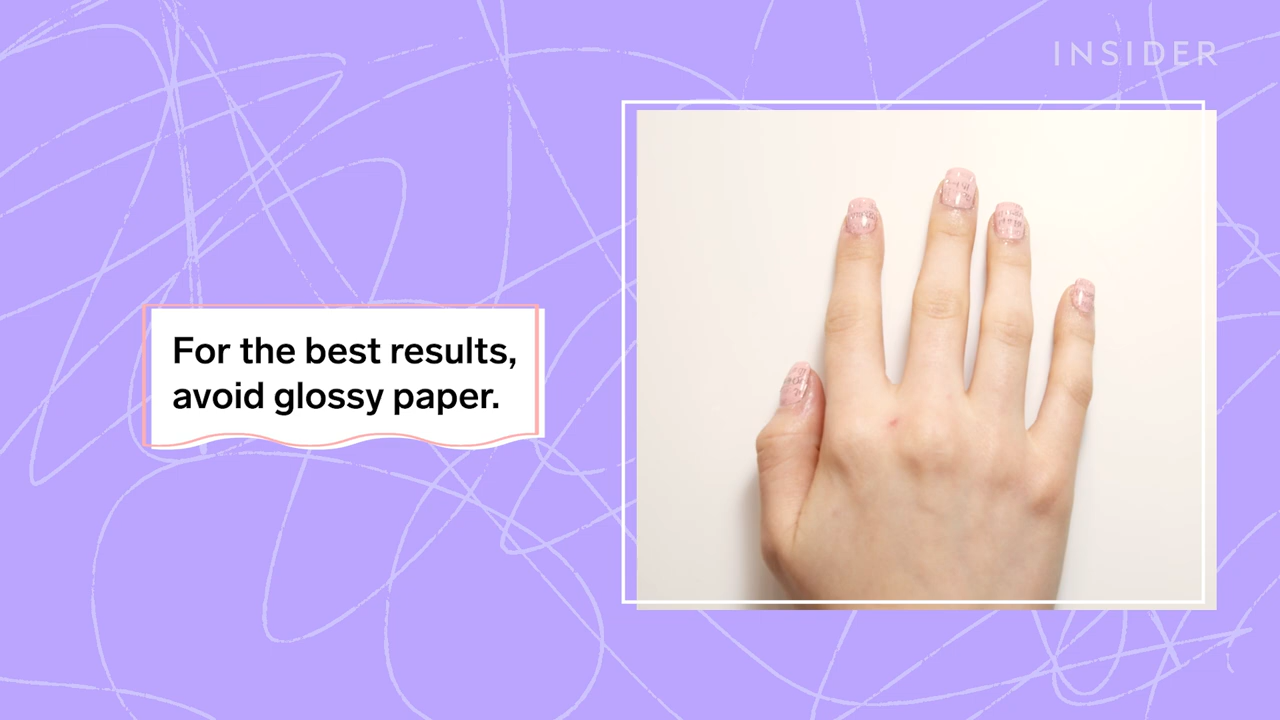 INSIDER
For the best results,
avoid glossy paper.